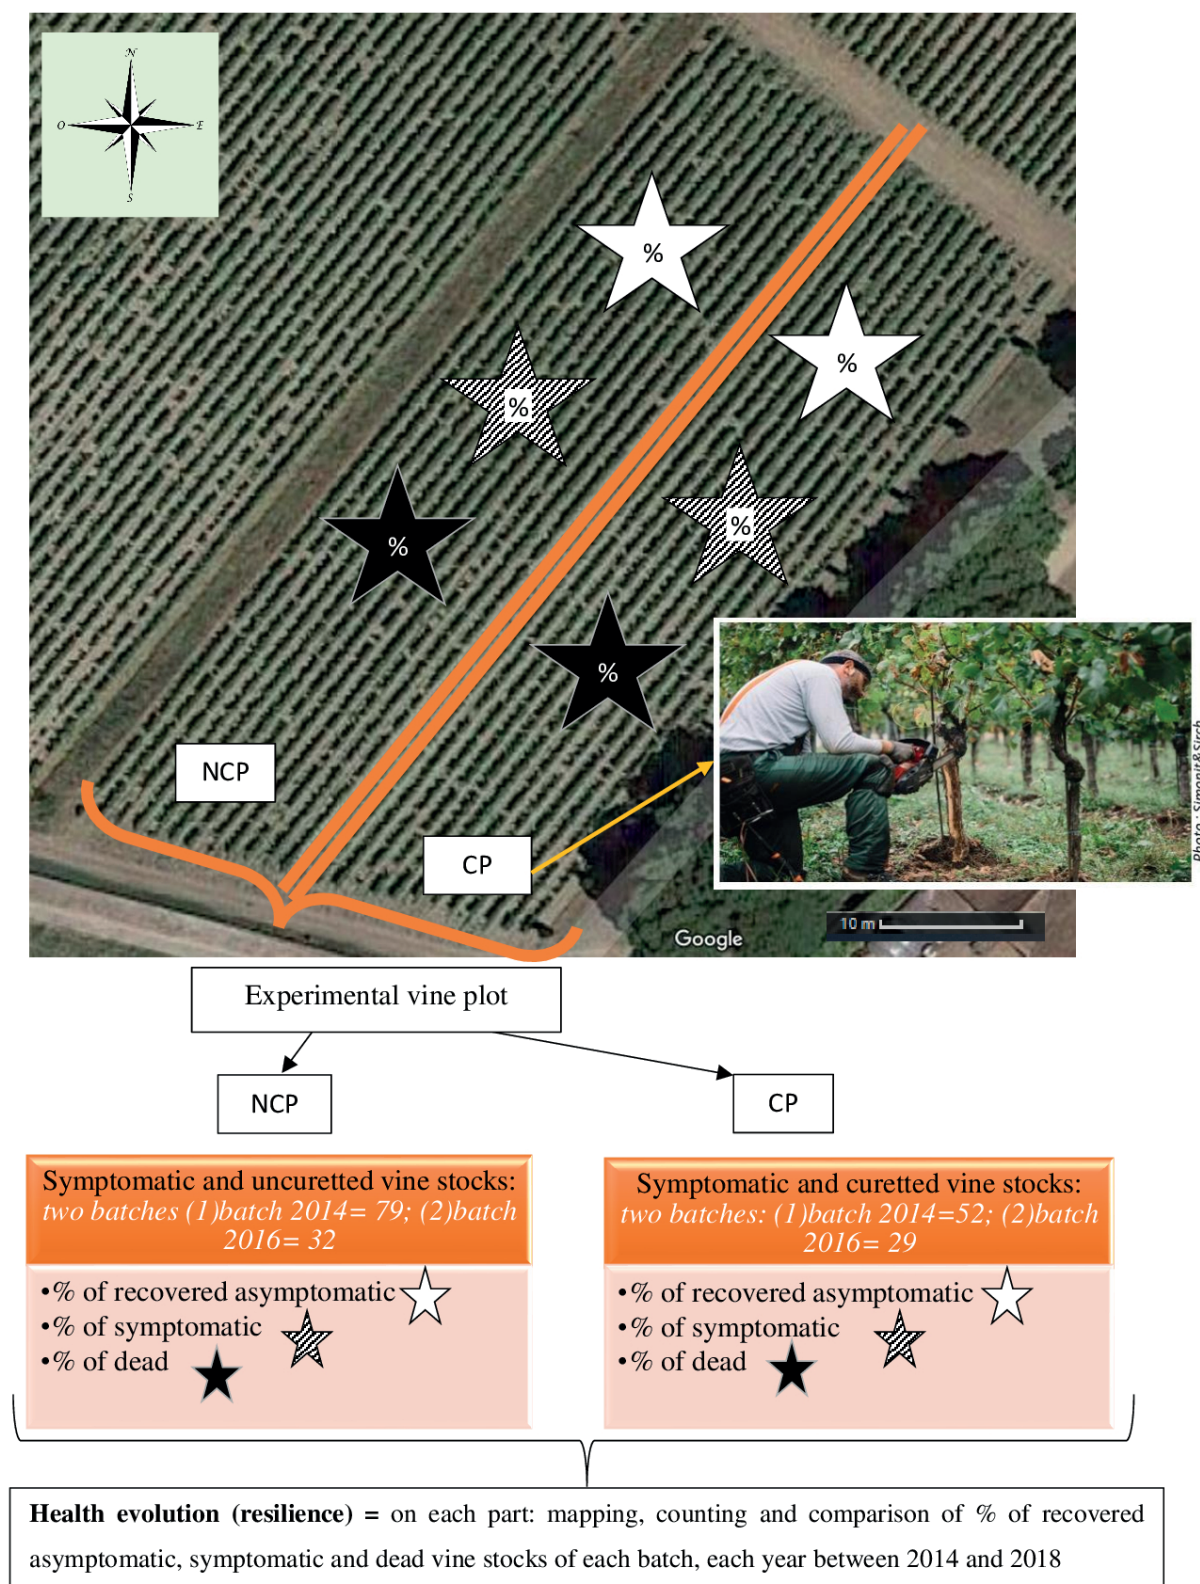 N
O
E
S
%
%
%
%
%
%
NCP
CP
Photo : Simonit&Sirch
10 m
Google
Experimental vine plot
NCP
CP
Symptomatic and uncuretted vine stocks:
two batches (1)batch 2014= 79; (2)batch
2016= 32
•% of recovered asymptomatic
•% of symptomatic
•% of dead
Symptomatic and curetted vine stocks:
two batches: (1)batch 2014=52; (2)batch
2016= 29
•% of recovered asymptomatic
•% of symptomatic
•% of dead
Health evolution (resilience) = on each part: mapping, counting and comparison of % of recovered
asymptomatic, symptomatic and dead vine stocks of each batch, each year between 2014 and 2018